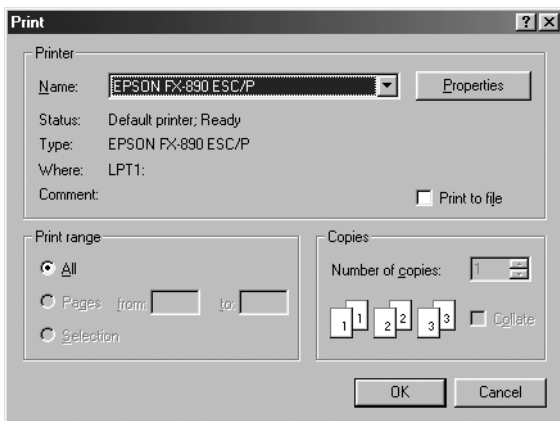 Print
Printer
Name: EPSON FX-890 ESC/P Properties
Status: Default printer; Ready
Type: EPSON FX-890 ESC/P
Where: LPT1:
Comment: Print to file
Print range
All
Pages from: to:
Selection
Copies
Number of copies: 1
1 1 2 2 3 3 Collate
OK Cancel